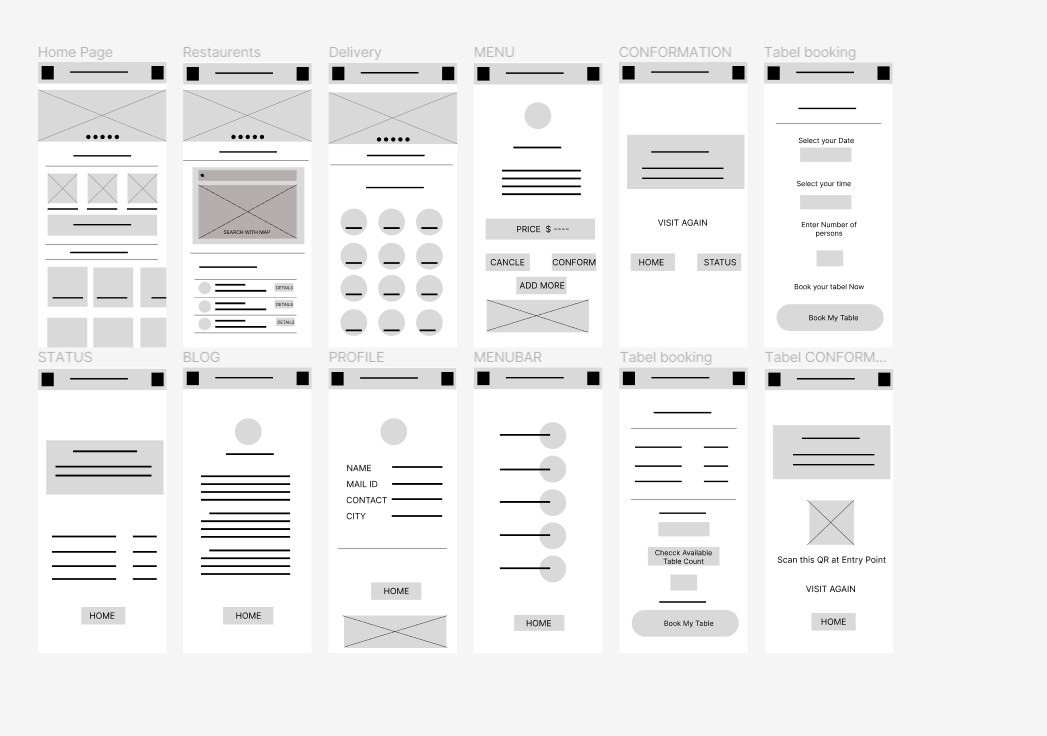 Home Page
Restaurents
Delivery
MENU
CONFORMATION
Tabel booking
SEARCH WITH MAP
DETAILS
DETAILS
DETAILS
PRICE $ ----
CANCLE
CONFORM
ADD MORE
VISIT AGAIN
HOME
STATUS
Select your Date
Select your time
Enter Number of
persons
Book your tabel Now
Book My Table
STATUS
BLOG
PROFILE
MENUBAR
Tabel booking
Tabel CONFORM...
HOME
HOME
NAME
MAIL ID
CONTACT
CITY
HOME
HOME
Checck Available
Table Count
Book My Table
Scan this QR at Entry Point
VISIT AGAIN
HOME